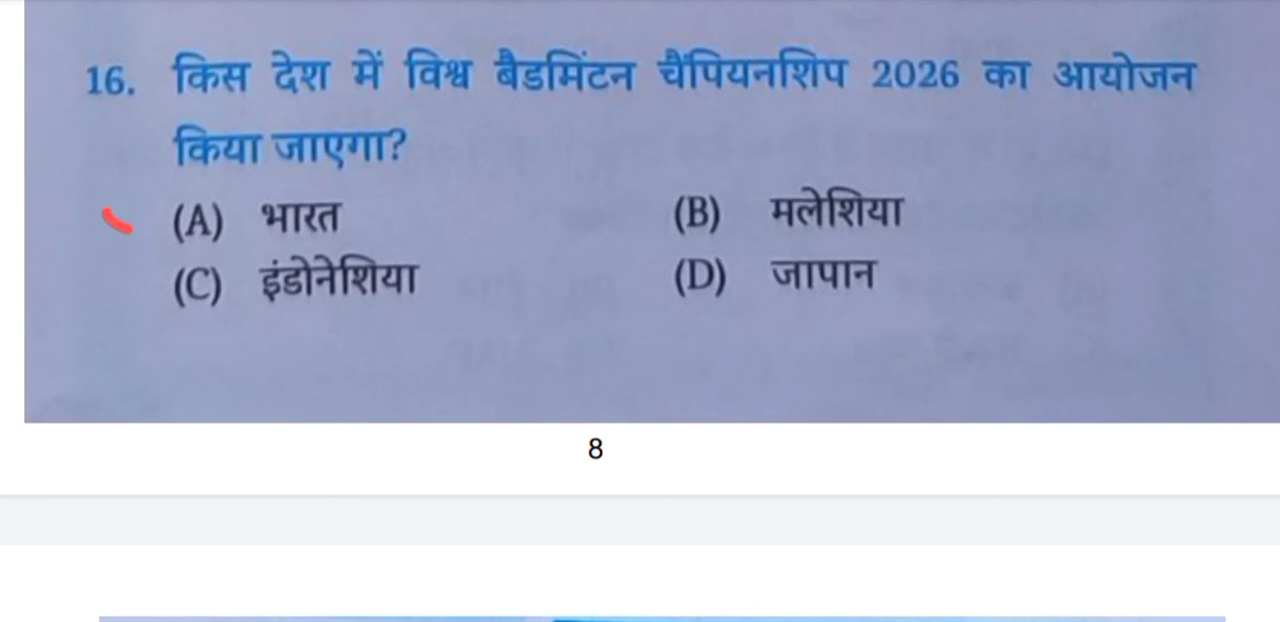 16. किस देश में विश्व बैडमिंटन चैंपियनशिप 2026 का आयोजन
किया जाएगा?
(A) भारत (B) मलेशिया
(C) इंडोनेशिया (D) जापान
8